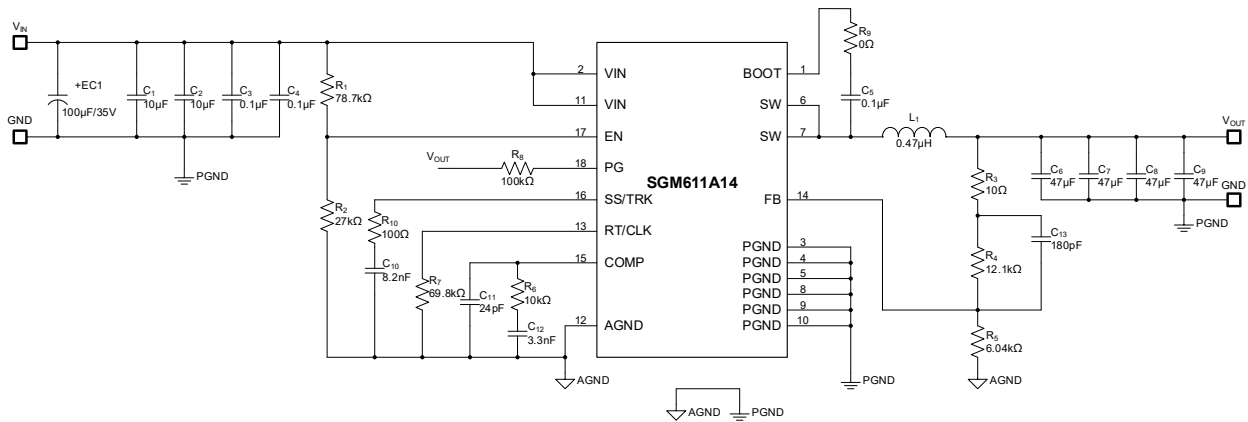 V_IN
GND
+EC1
100µF/35V
C1
10µF
C2
10µF
C3
0.1µF
C4
0.1µF
PGND
R1
78.7kΩ
R2
27kΩ
V_OUT
R8
100kΩ
R10
100Ω
C10
8.2nF
R7
69.8kΩ
C11
24pF
R6
10kΩ
C12
3.3nF
AGND
2
VIN
11
VIN
17
EN
18
PG
16
SS/TRK
13
RT/CLK
15
COMP
12
AGND
SGM611A14
BOOT
1
SW
6
SW
7
FB
14
PGND
3
PGND
4
PGND
5
PGND
8
PGND
9
PGND
10
PGND
AGND
PGND
R9
0Ω
C5
0.1µF
L1
0.47µH
R3
10Ω
R4
12.1kΩ
C13
180pF
R5
6.04kΩ
AGND
C6
47µF
C7
47µF
C8
47µF
C9
47µF
V_OUT
GND
PGND